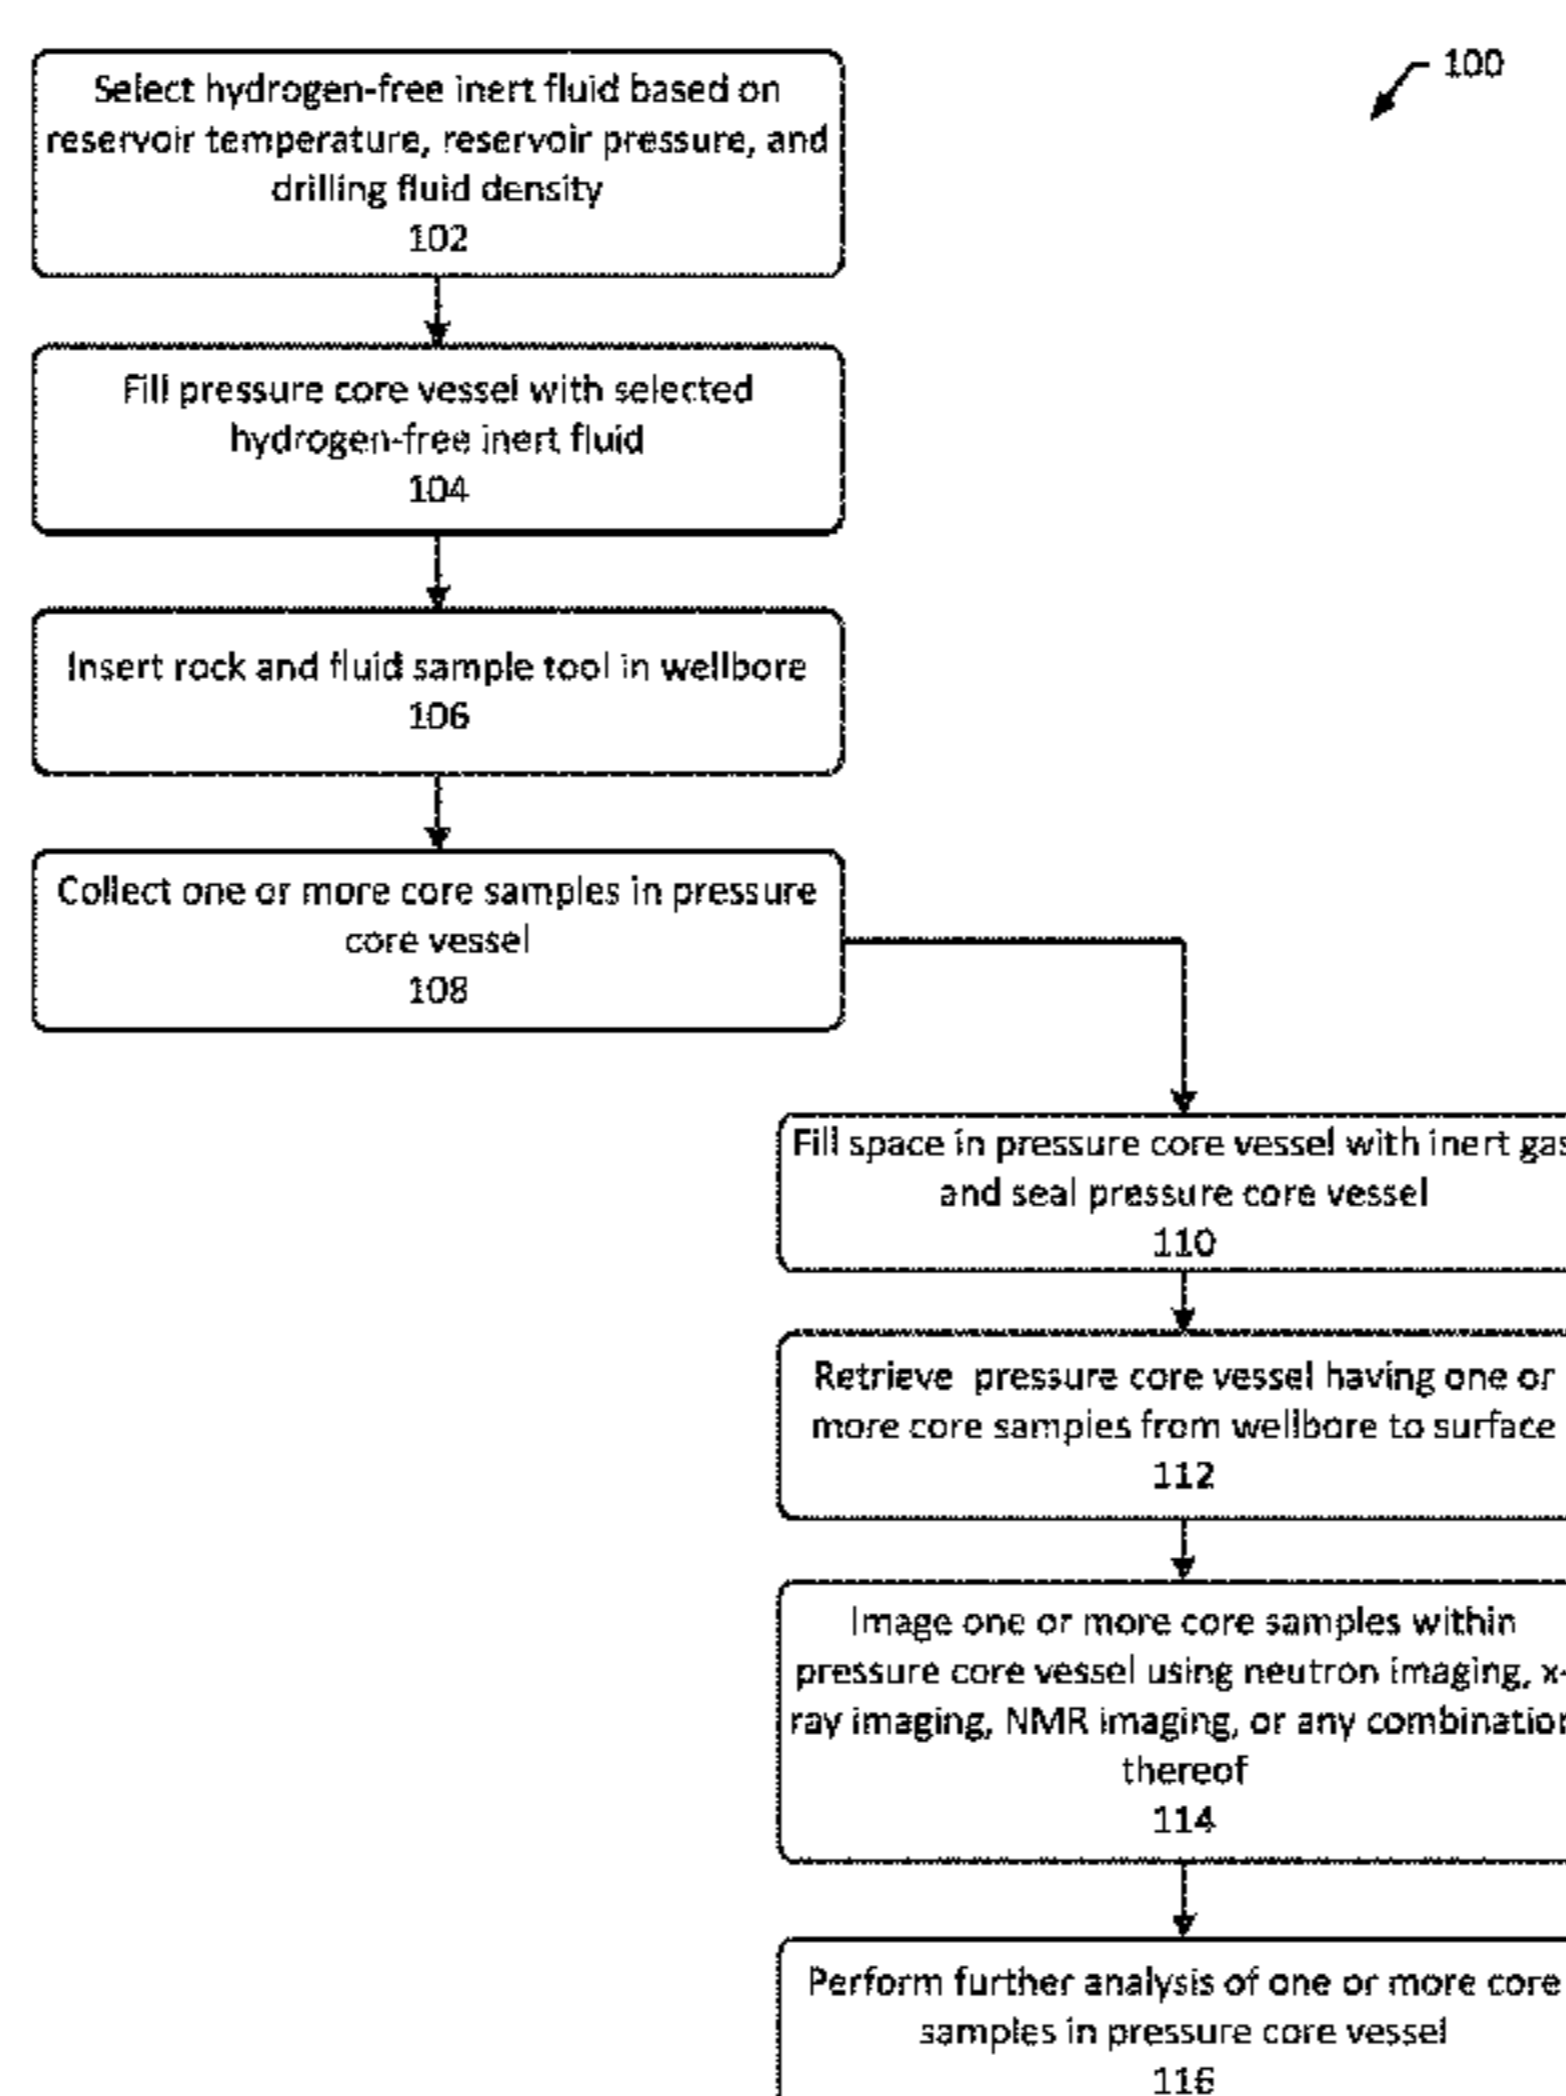 100
Select hydrogen-free inert fluid based on
reservoir temperature, reservoir pressure, and
drilling fluid density
102
Fill pressure core vessel with selected
hydrogen-free inert fluid
104
Insert rock and fluid sample tool in wellbore
106
Collect one or more core samples in pressure
core vessel
108
Fill space in pressure core vessel with inert gas
and seal pressure core vessel
110
Retrieve pressure core vessel having one or
more core samples from wellbore to surface
112
Image one or more core samples within
pressure core vessel using neutron imaging, x-
ray imaging, NMR imaging, or any combination
thereof
114
Perform further analysis of one or more core
samples in pressure core vessel
116